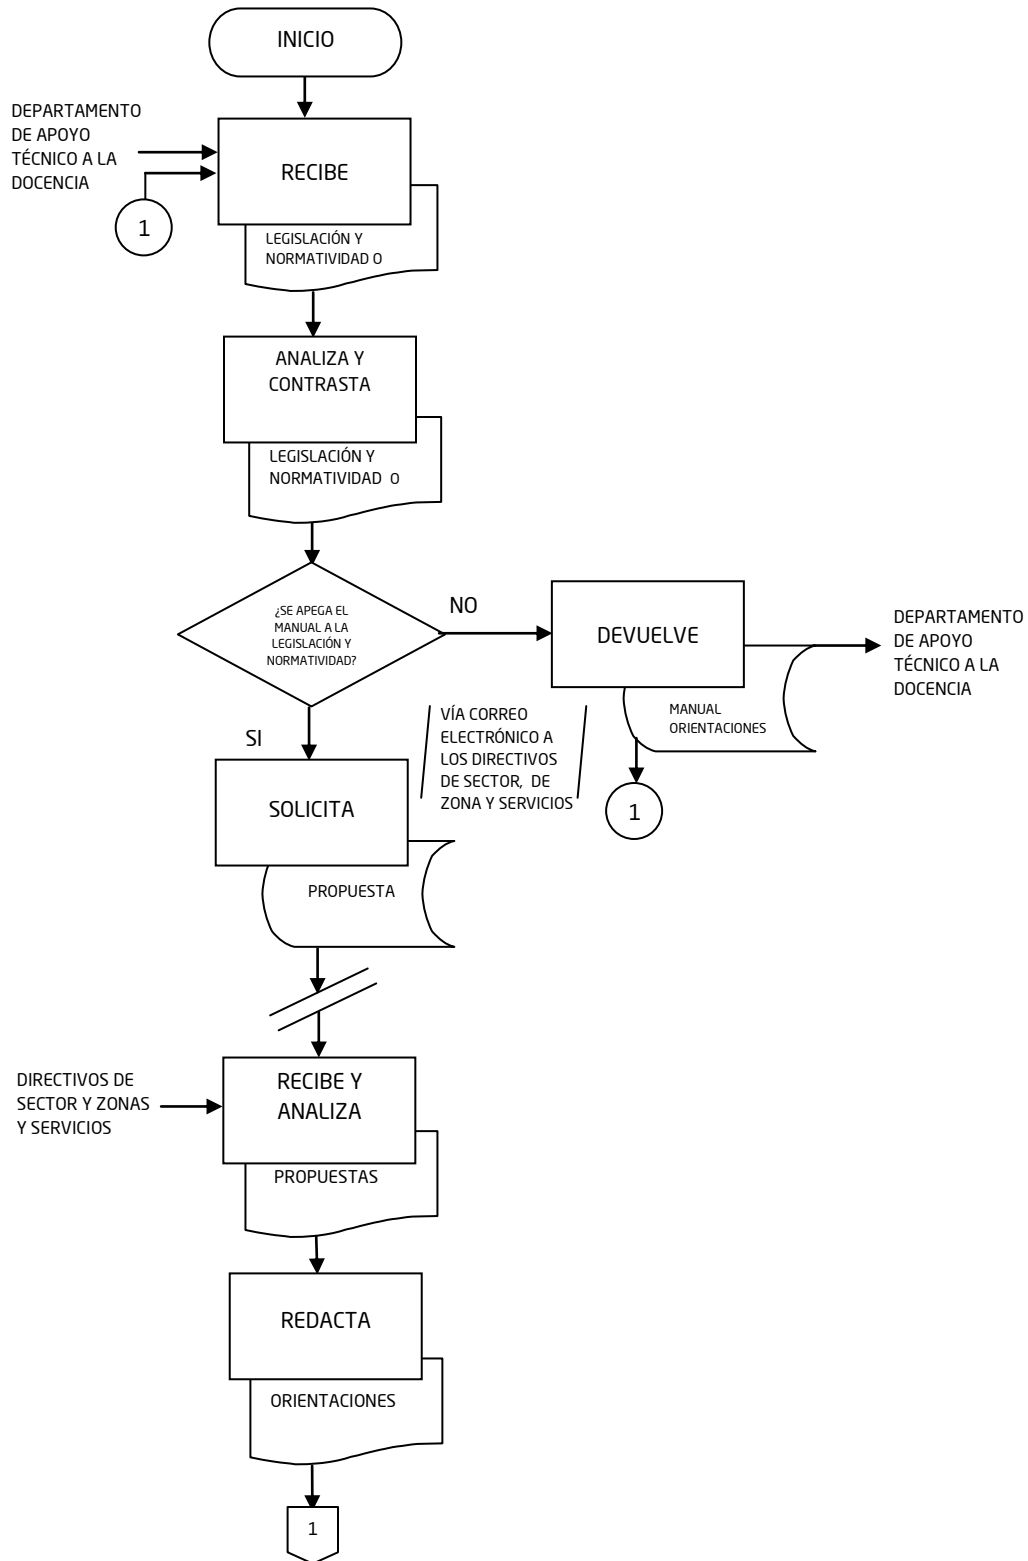 INICIO
DEPARTAMENTO
DE APOYO
TÉCNICO A LA
DOCENCIA
1
RECIBE
LEGISLACIÓN Y
NORMATIVIDAD O
ANALIZA Y
CONTRASTA
LEGISLACIÓN Y
NORMATIVIDAD O
¿SE APEGA EL
MANUAL A LA
LEGISLACIÓN Y
NORMATIVIDAD?
NO
DEVUELVE
MANUAL
ORIENTACIONES
DEPARTAMENTO
DE APOYO
TÉCNICO A LA
DOCENCIA
1
SI
VÍA CORREO
ELECTRÓNICO A
LOS DIRECTIVOS
DE SECTOR, DE
ZONA Y SERVICIOS
SOLICITA
PROPUESTA
DIRECTIVOS DE
SECTOR Y ZONAS
Y SERVICIOS
RECIBE Y
ANALIZA
PROPUESTAS
REDACTA
ORIENTACIONES
1